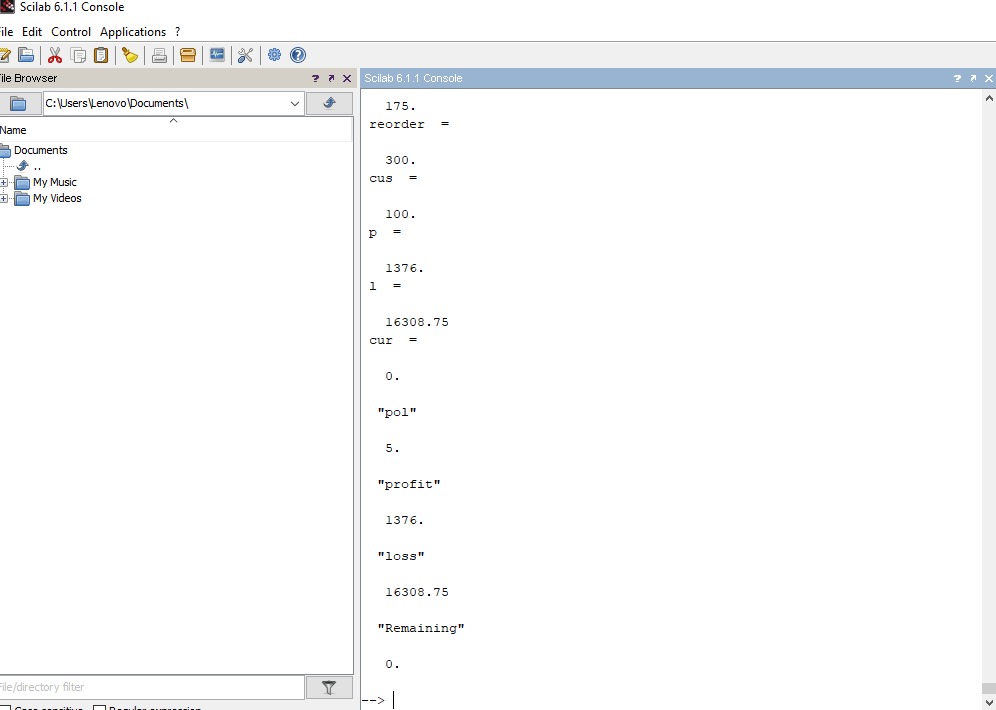 Scilab 6.1.1 Console
ile Edit Control Applications ?
ile Browser ? ↗ X
C:\Users\Lenovo\Documents\
Name
Documents
..
My Music
My Videos
File/directory filter
Case sensitive Regular expression
Scilab 6.1.1 Console ? ↗ X
175.
reorder =
300.
cus =
100.
p =
1376.
l =
16308.75
cur =
0.
"pol"
5.
"profit"
1376.
"loss"
16308.75
"Remaining"
0.
-->